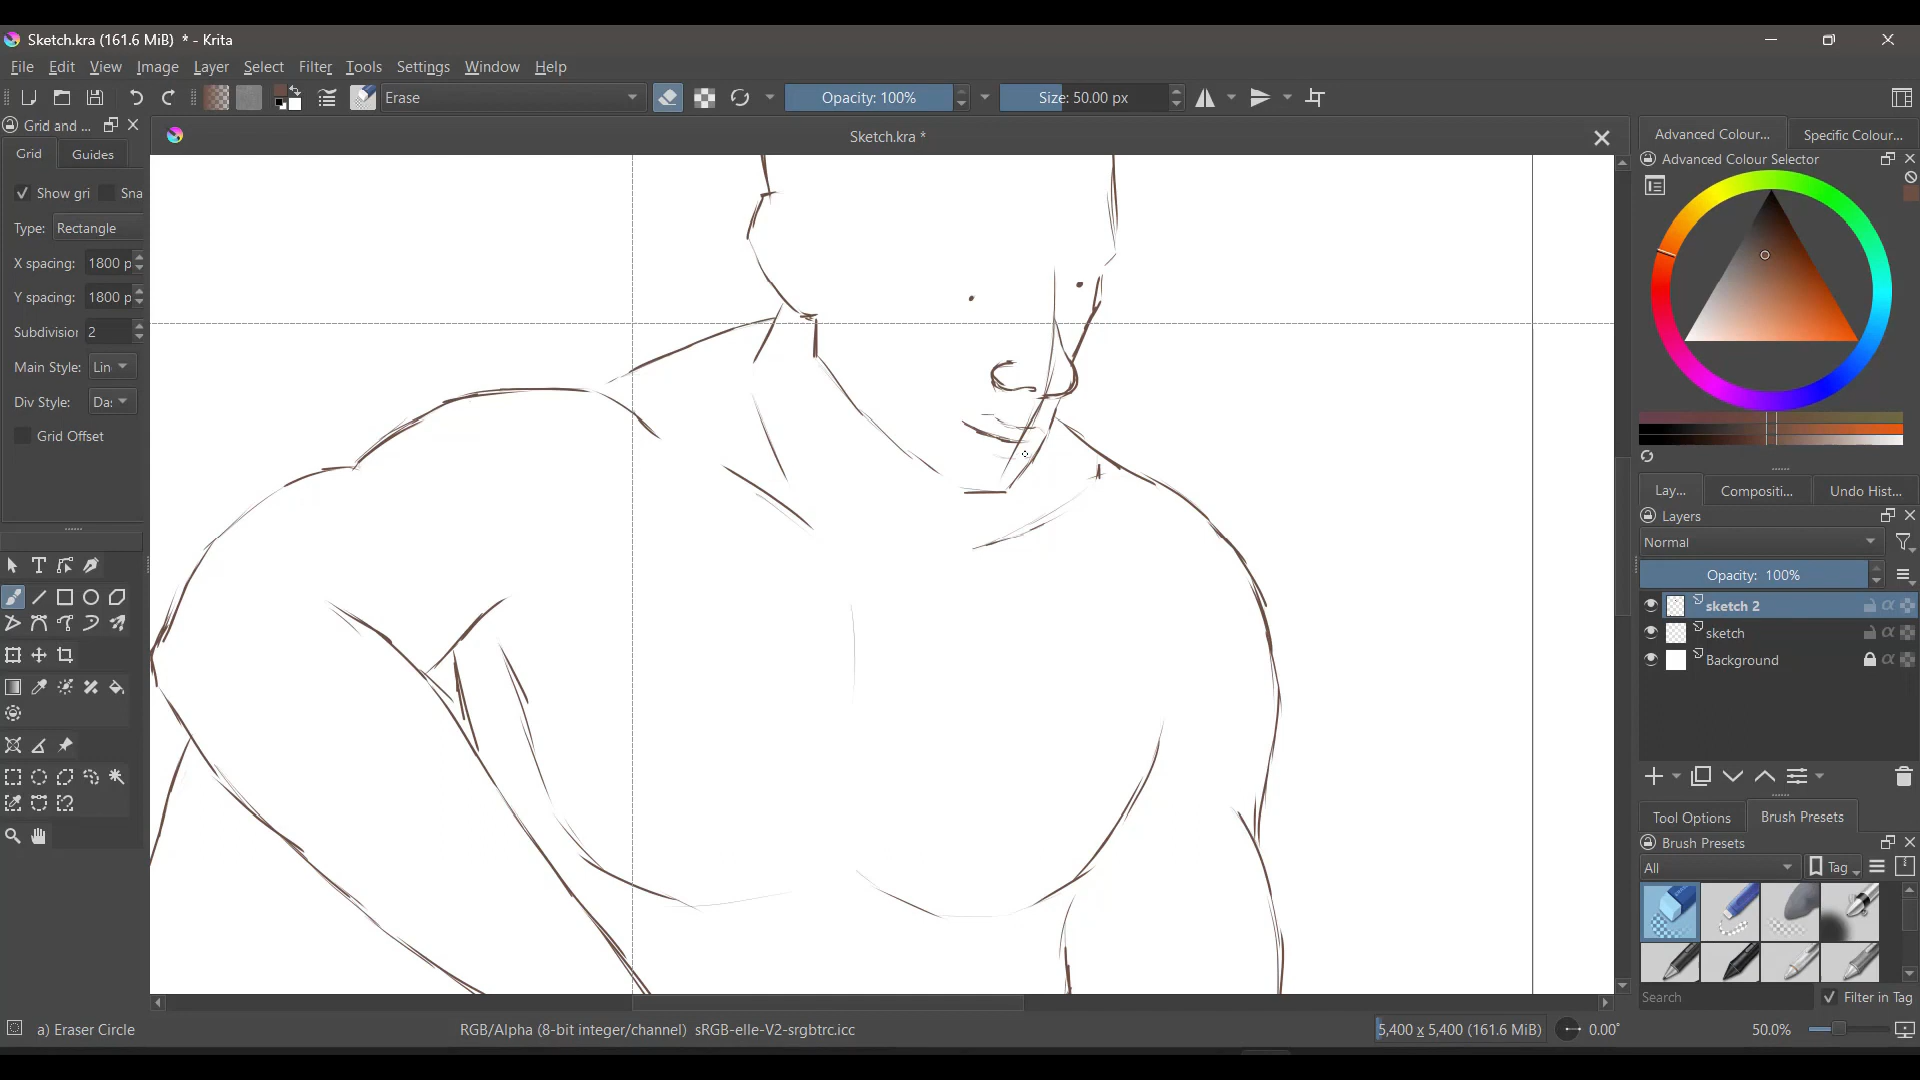 Sketch.kra (161.6 MiB) * - Krita
File Edit View Image Layer Select Filter Tools Settings Window Help
Erase Opacity: 100% Size: 50.00 px
Grid and ...
Sketch.kra *
Advanced Colour... Specific Colour...
Grid Guides
Advanced Colour Selector
Show gri Sna
Type: Rectangle
X spacing: 1800 p
Y spacing: 1800 p
Subdivision 2
Main Style: Lin
Div Style: Da:
Grid Offset
Lay... Compositi... Undo Hist...
Layers
Normal
Opacity: 100%
sketch 2
sketch
Background
Tool Options Brush Presets
Brush Presets
All Tag
Search Filter in Tag
a) Eraser Circle RGB/Alpha (8-bit integer/channel) sRGB-elle-V2-srgbtrc.icc 5,400 x 5,400 (161.6 MiB) 0.00° 50.0%